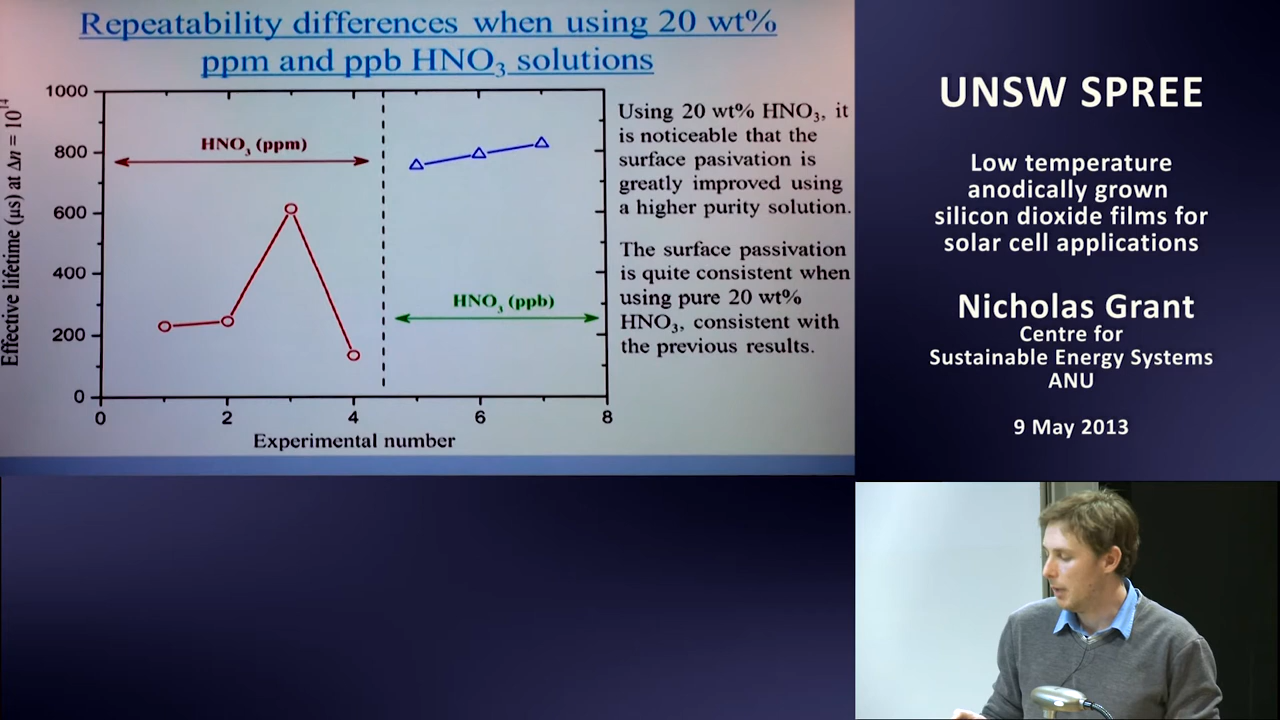 Repeatability differences when using 20 wt%
ppm and ppb HNO₃ solutions
Effective lifetime (μs) at Δn = 10¹⁴
1000
800
600
400
200
0
0
2
4
6
8
Experimental number
HNO₃ (ppm)
HNO₃ (ppb)
Using 20 wt% HNO₃, it
is noticeable that the
surface pasivation is
greatly improved using
a higher purity solution.
The surface passivation
is quite consistent when
using pure 20 wt%
HNO₃, consistent with
the previous results.
UNSW SPREE
Low temperature
anodically grown
silicon dioxide films for
solar cell applications
Nicholas Grant
Centre for
Sustainable Energy Systems
ANU
9 May 2013